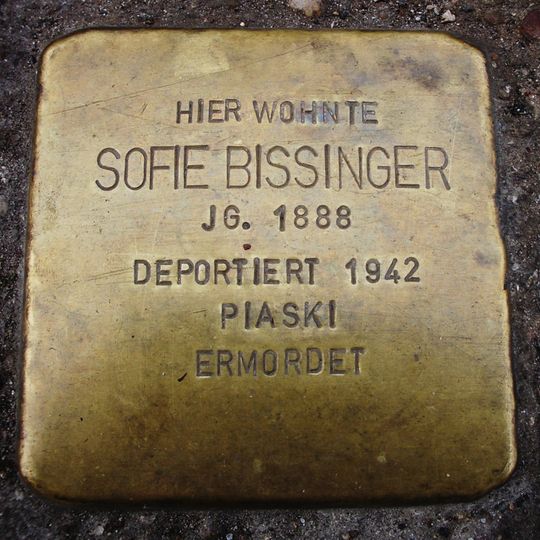 HIER WOHNTE
SOFIE BISSINGER
JG. 1888
DEPORTIERT 1942
PIASKI
ERMORDET